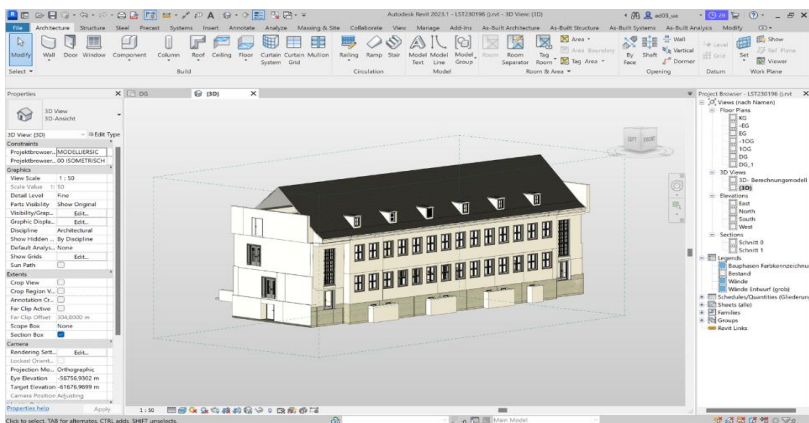 Autodesk Revit 2023.1 - LST230196 ().rvt - 3D View: {3D}
File Architecture Structure Steel Precast Systems Insert Annotate Analyze Massing & Site Collaborate View Manage Add-Ins As-Built Architecture As-Built Structure As-Built Systems As-Built Analysis Modify
Modify Wall Door Window Component Column Roof Ceiling Floor Curtain System Curtain Grid Mullion Railing Ramp Stair Model Text Model Line Model Group Room Room Separator Tag Room Area Area Boundary Tag Area By Face Shaft Wall Vertical Dormer Level Grid Set Show Ref Plane Viewer
Select Build Circulation Model Room & Area Opening Datum Work Plane
Properties
DG
{3D}
3D View
3D-Ansicht
3D View: {3D}
Edit Type
Constraints
Projektbrowser... MODELLIERSIC
Projektbrowser... 00 ISOMETRISCH
Graphics
View Scale 1 : 50
Scale Value 1: 50
Detail Level Fine
Parts Visibility Show Original
Visibility/Grap... Edit...
Graphic Displa... Edit...
Discipline Architectural
Show Hidden ... By Discipline
Default Analys... None
Show Grids Edit...
Sun Path
Extents
Crop View
Crop Region V...
Annotation Cr...
Far Clip Active
Far Clip Offset 304,8000 m
Scope Box None
Section Box
Camera
Rendering Sett... Edit...
Locked Orient...
Projection Mo... Orthographic
Eye Elevation -56756,9302 m
Target Elevation -61676,9699 m
Camera Position Adjusting
Properties help
Apply
LEFT FRONT
1 : 50
Click to select, TAB for alternates, CTRL adds, SHIFT unselects.
Main Model
Project Browser - LST230196 ().rvt
Views (nach Namen)
Floor Plans
KG
-EG
EG
-1OG
1OG
DG
DG_1
3D Views
3D- Berechnungsmodell
{3D}
Elevations
East
North
South
West
Sections
Schnitt 0
Schnitt 1
Legends
Bauphasen Farbkennzeichnu
Bestand
Wände
Wände Entwurf (grob)
Schedules/Quantities (Gliederun
Sheets (alle)
Families
Groups
Revit Links